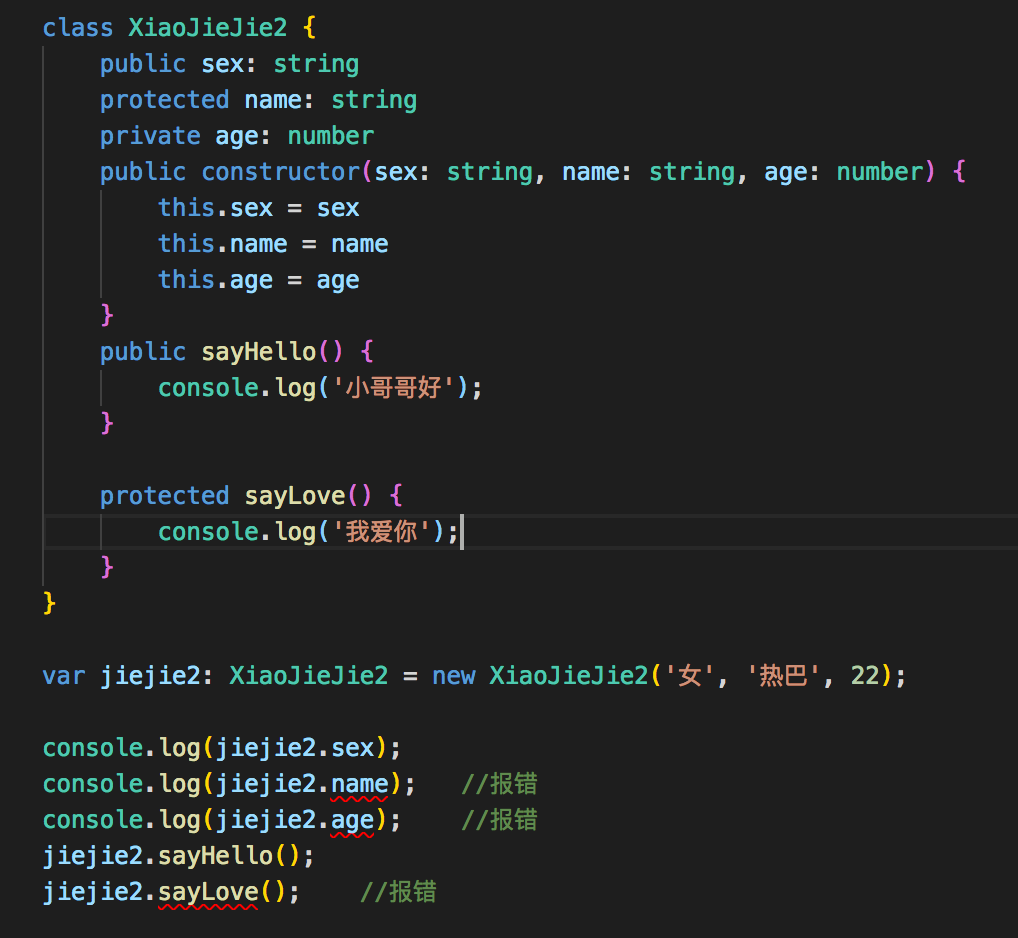 class XiaoJieJie2 {
    public sex: string
    protected name: string
    private age: number
    public constructor(sex: string, name: string, age: number) {
        this.sex = sex
        this.name = name
        this.age = age
    }
    public sayHello() {
        console.log('小哥哥好');
    }

    protected sayLove() {
        console.log('我爱你');
    }
}

var jiejie2: XiaoJieJie2 = new XiaoJieJie2('女', '热巴', 22);

console.log(jiejie2.sex);
console.log(jiejie2.name);   //报错
console.log(jiejie2.age);    //报错
jiejie2.sayHello();
jiejie2.sayLove();    //报错